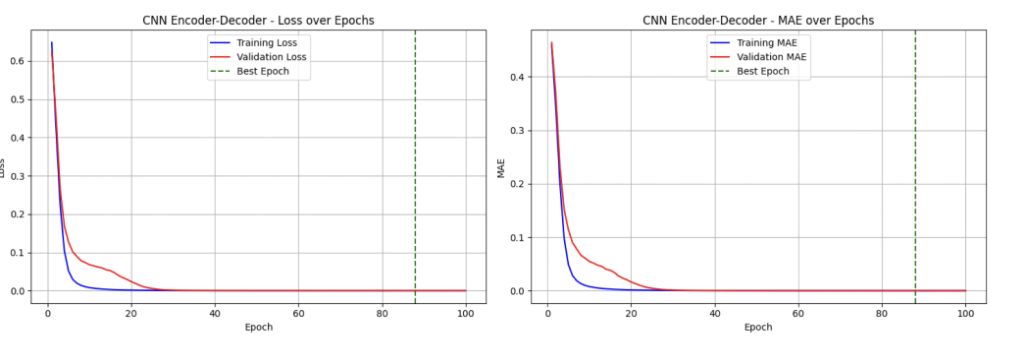 CNN Encoder-Decoder - Loss over Epochs
Training Loss
Validation Loss
Best Epoch
Loss
0.6
0.5
0.4
0.3
0.2
0.1
0.0
0 20 40 60 80 100
Epoch
CNN Encoder-Decoder - MAE over Epochs
Training MAE
Validation MAE
Best Epoch
MAE
0.4
0.3
0.2
0.1
0.0
0 20 40 60 80 100
Epoch